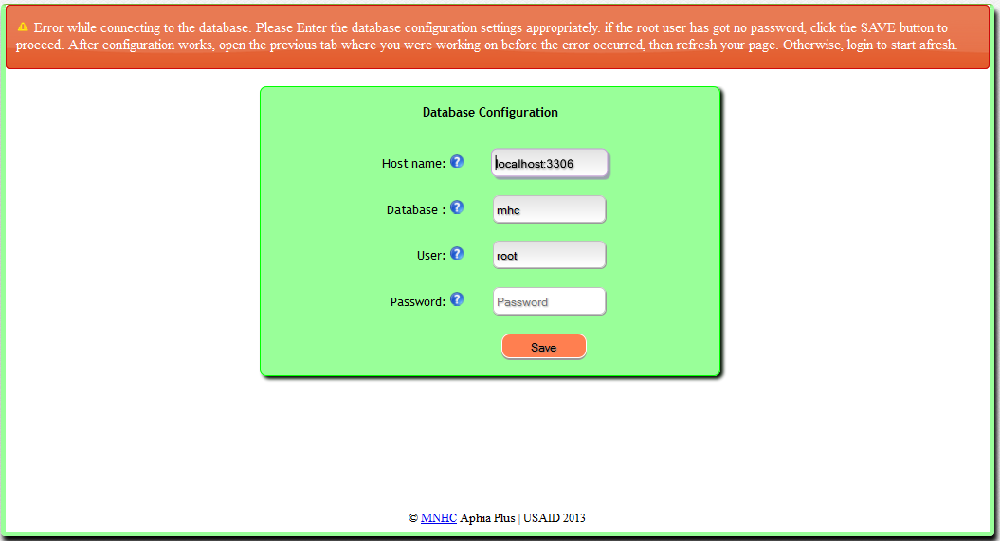 Error while connecting to the database. Please Enter the database configuration settings appropriately. if the root user has got no password, click the SAVE button to
proceed. After configuration works, open the previous tab where you were working on before the error occurred, then refresh your page. Otherwise, login to start afresh.
Database Configuration
Host name: ? localhost:3306
Database : ? mhc
User: ? root
Password: ? Password
Save
© MNHC Aphia Plus | USAID 2013